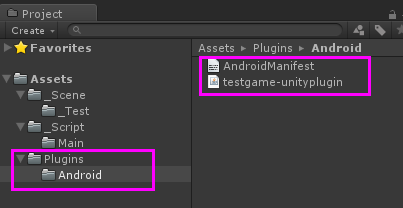 Project
Create
Favorites
Assets
_Scene
_Test
_Script
Main
Plugins
Android
Assets Plugins Android
AndroidManifest
testgame-unityplugin